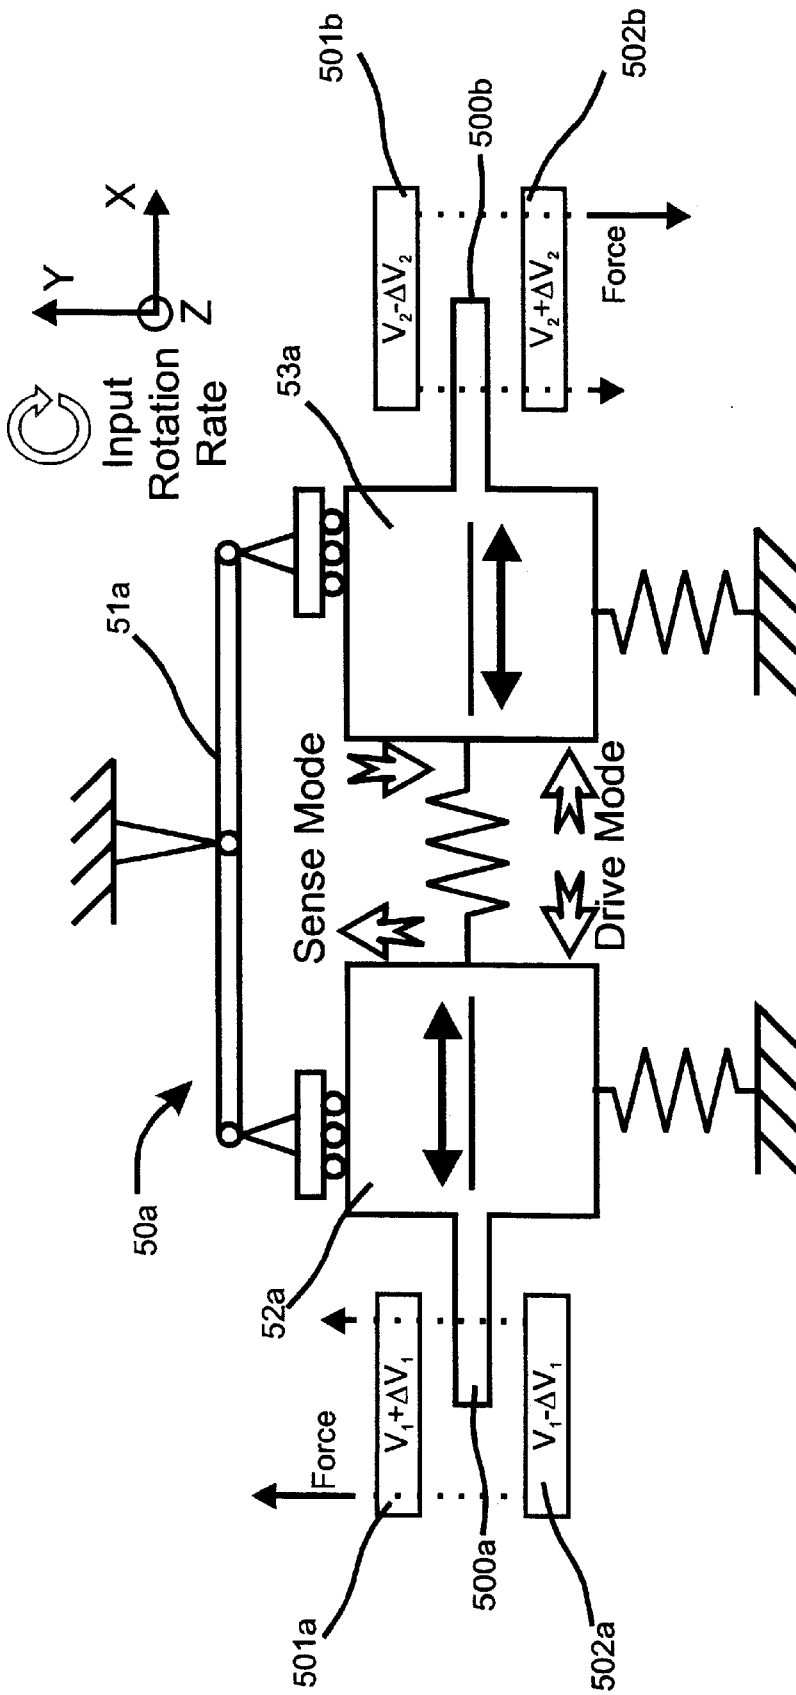 50a
51a
Input
Rotation
Rate
Y
X
Z
53a
501b
502b
500b
V₂-ΔV₂
V₂+ΔV₂
Force
Sense Mode
Drive Mode
52a
Force
V₁+ΔV₁
V₁-ΔV₁
501a
500a
502a